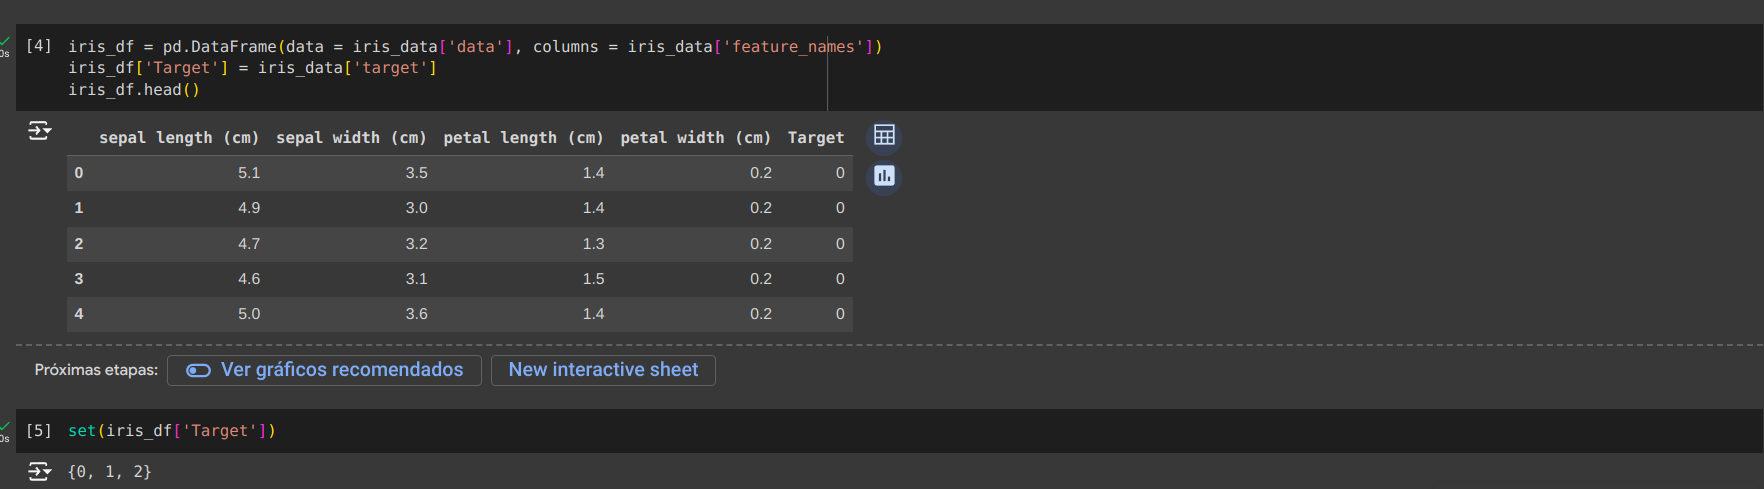 [4] iris_df = pd.DataFrame(data = iris_data['data'], columns = iris_data['feature_names'])
iris_df['Target'] = iris_data['target']
iris_df.head()
0s
sepal length (cm) sepal width (cm) petal length (cm) petal width (cm) Target
0 5.1 3.5 1.4 0.2 0
1 4.9 3.0 1.4 0.2 0
2 4.7 3.2 1.3 0.2 0
3 4.6 3.1 1.5 0.2 0
4 5.0 3.6 1.4 0.2 0
Próximas etapas: Ver gráficos recomendados New interactive sheet
[5] set(iris_df['Target'])
0s
{0, 1, 2}